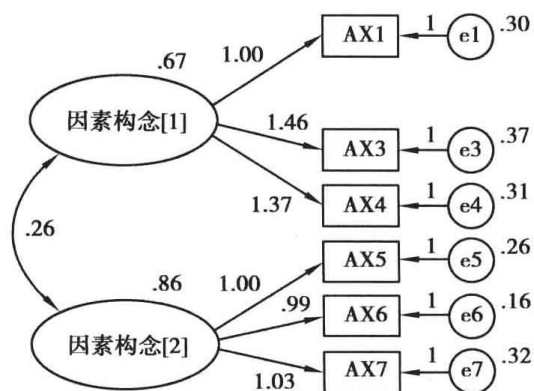 AX1 1 e1 .30
.67 1.00
因素构念[1]
1.46 AX3 1 e3 .37
1.37 AX4 1 e4 .31
.26
.86 1.00 AX5 1 e5 .26
.99 AX6 1 e6 .16
因素构念[2]
1.03 AX7 1 e7 .32